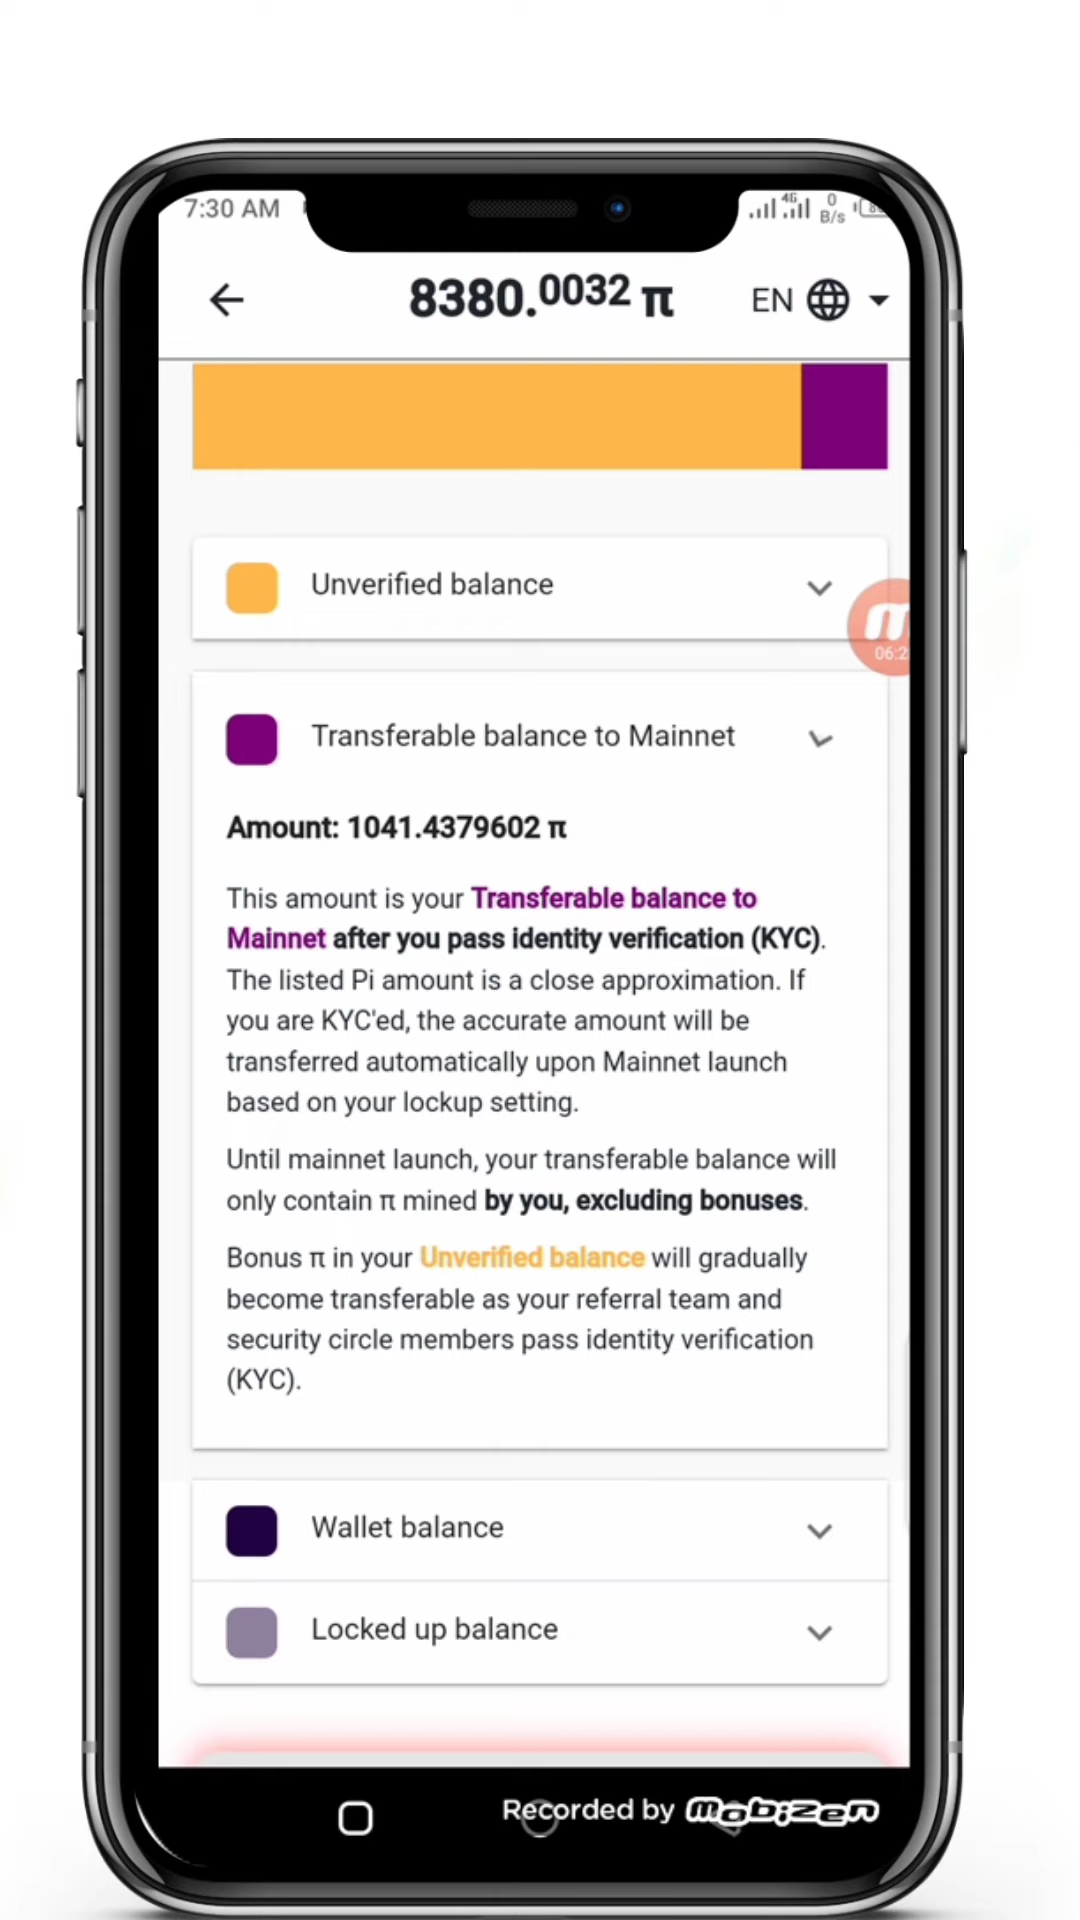 7:30 AM
4G
0
B/s
8380.0032 π
EN
Unverified balance
06:2
Transferable balance to Mainnet
Amount: 1041.4379602 π
This amount is your Transferable balance to
Mainnet after you pass identity verification (KYC).
The listed Pi amount is a close approximation. If
you are KYC'ed, the accurate amount will be
transferred automatically upon Mainnet launch
based on your lockup setting.
Until mainnet launch, your transferable balance will
only contain π mined by you, excluding bonuses.
Bonus π in your Unverified balance will gradually
become transferable as your referral team and
security circle members pass identity verification
(KYC).
Wallet balance
Locked up balance
Recorded by mobizen